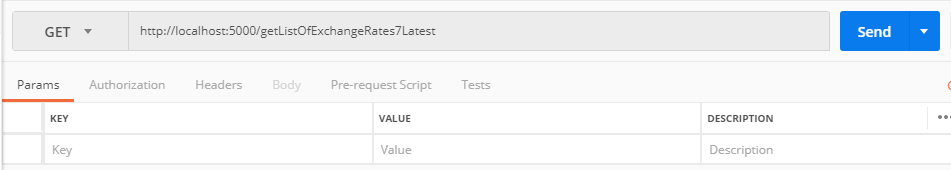 GET http://localhost:5000/getListOfExchangeRates7Latest Send
Params Authorization Headers Body Pre-request Script Tests
KEY VALUE DESCRIPTION
Key Value Description